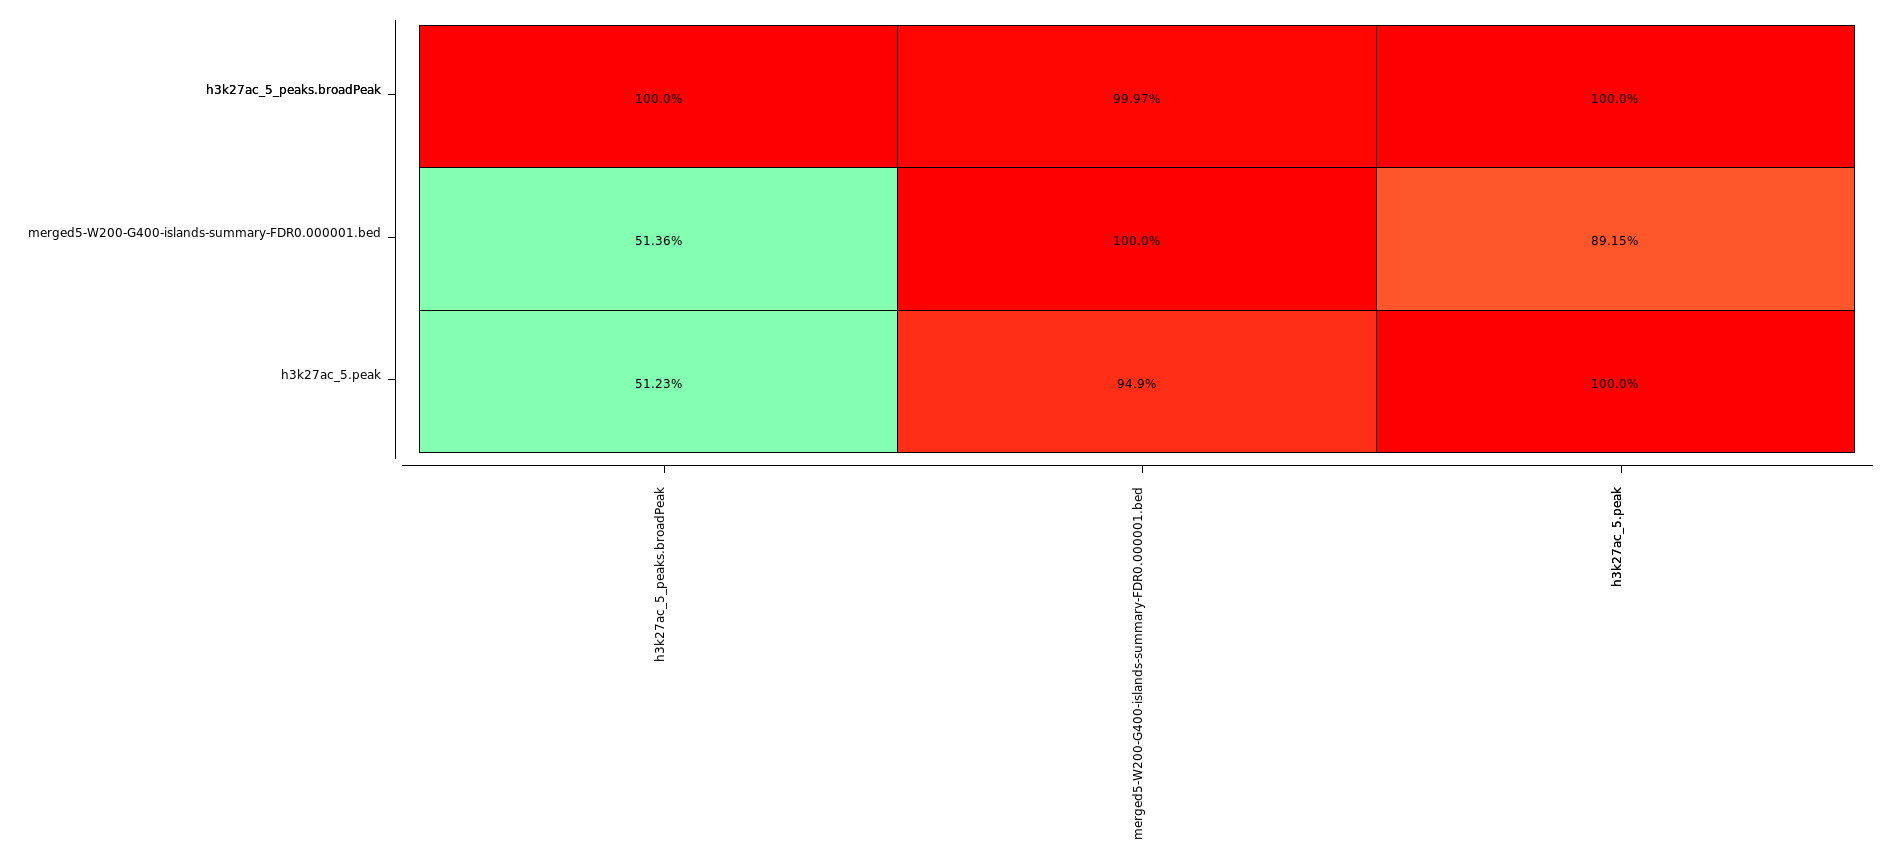 h3k27ac_5_peaks.broadPeak
100.0%
99.97%
100.0%
merged5-W200-G400-islands-summary-FDR0.000001.bed
51.36%
100.0%
89.15%
h3k27ac_5.peak
51.23%
94.9%
100.0%
h3k27ac_5_peaks.broadPeak
merged5-W200-G400-islands-summary-FDR0.000001.bed
h3k27ac_5.peak